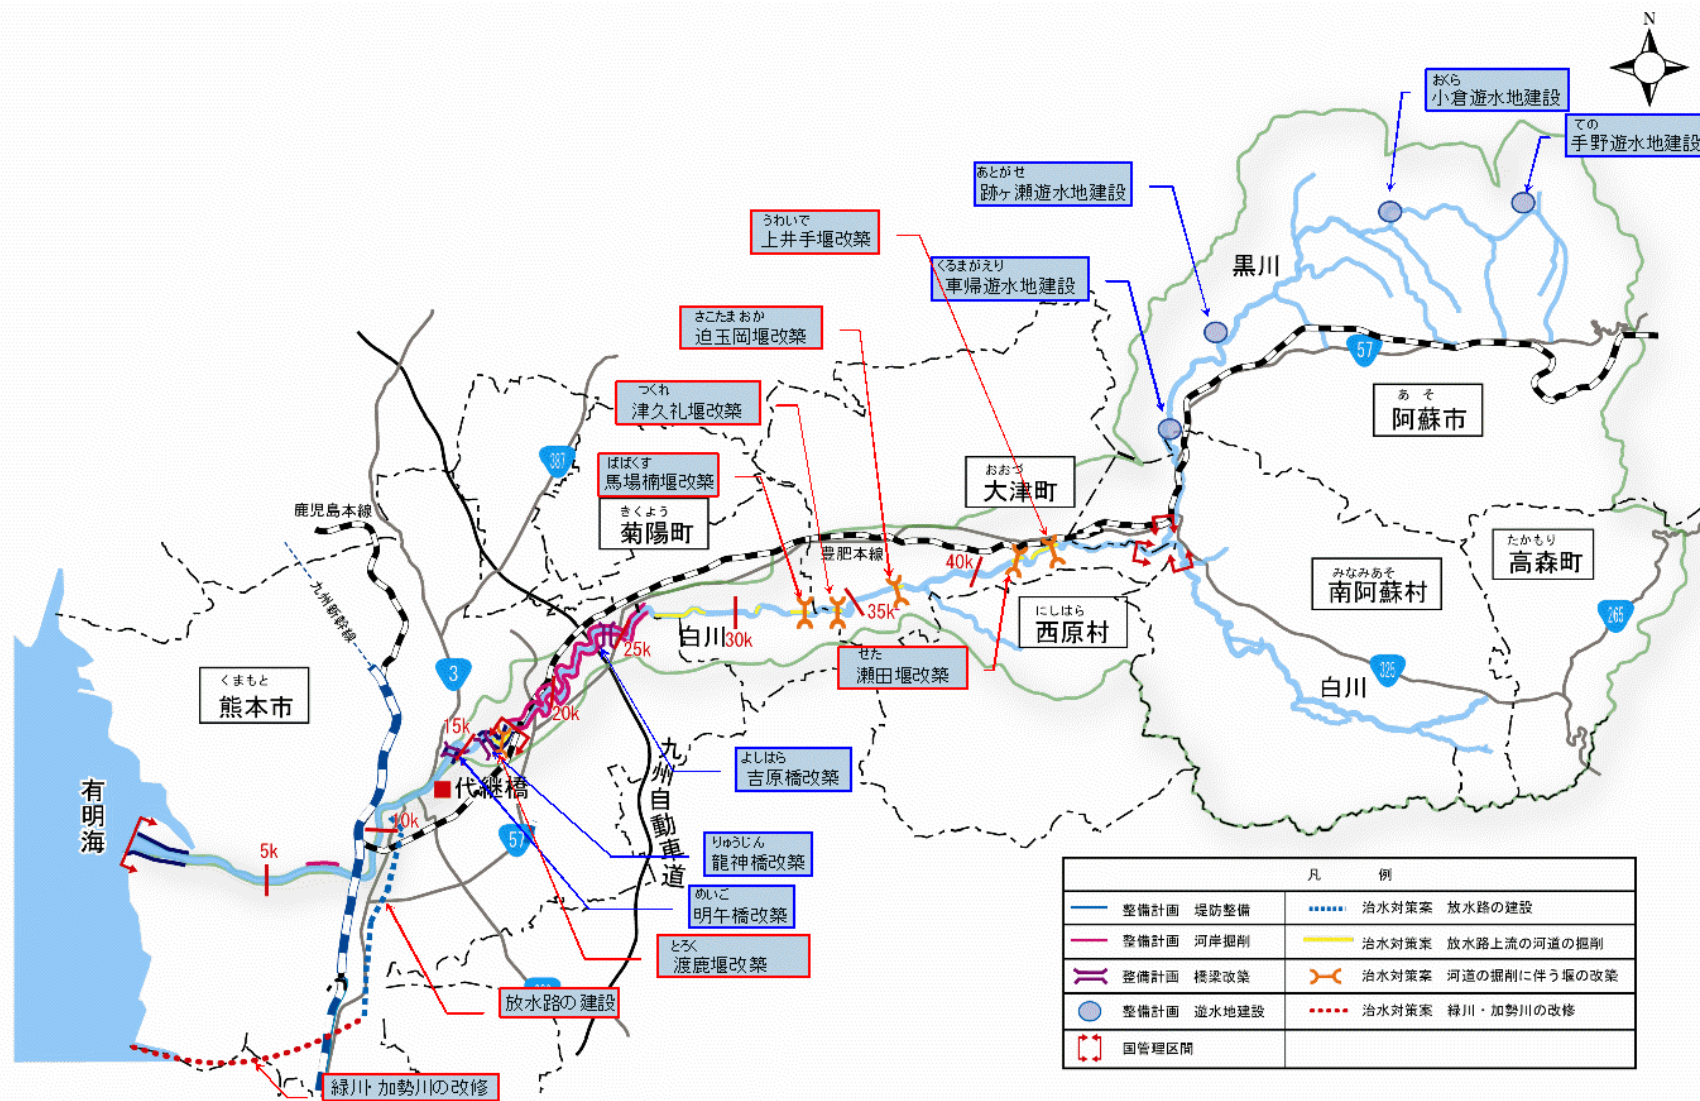 N
おくら
小倉遊水地建設
ての
手野遊水地建設
あとがせ
跡ヶ瀬遊水地建設
うわいで
上井手堰改築
くるまがえり
車帰遊水地建設
黒川
さこたまおか
迫玉岡堰改築
57
あ そ
阿蘇市
つくれ
津久礼堰改築
387
ばばくす
馬場楠堰改築
おおづ
大津町
鹿児島本線
きくよう
菊陽町
豊肥本線
40k
たかもり
高森町
みなみあそ
南阿蘇村
九州新幹線
にしはら
西原村
265
35k
30k
白川
25k
せた
瀬田堰改築
3
325
白川
くまもと
熊本市
20k
15k
九州自動車道
よしはら
吉原橋改築
有明海
代継橋
10k
57
りゅうじん
龍神橋改築
5k
めいご
明午橋改築
とろく
渡鹿堰改築
放水路の建設
緑川・加勢川の改修
凡 例
整備計画 堤防整備
治水対策案 放水路の建設
整備計画 河岸掘削
治水対策案 放水路上流の河道の掘削
整備計画 橋梁改築
治水対策案 河道の掘削に伴う堰の改築
整備計画 遊水地建設
治水対策案 緑川・加勢川の改修
国管理区間